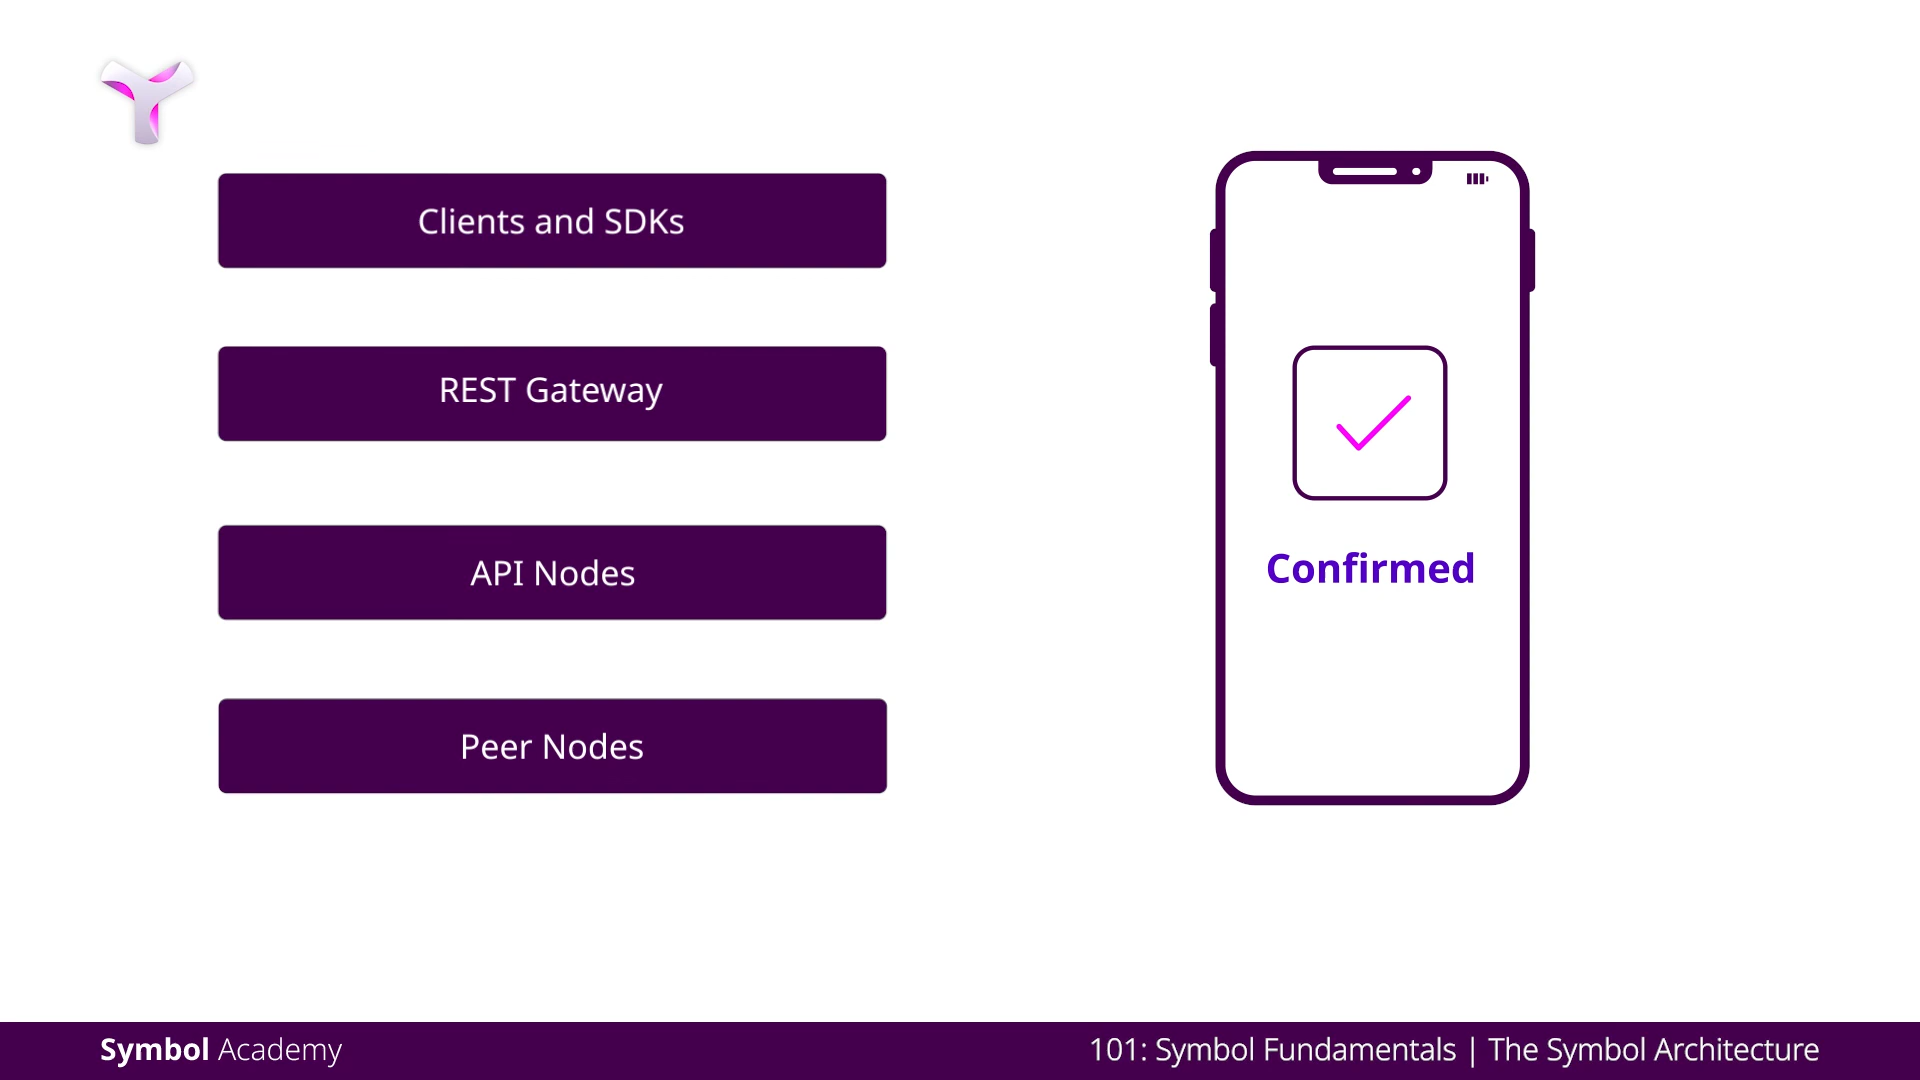 Clients and SDKs
REST Gateway
API Nodes
Peer Nodes
Confirmed
Symbol Academy
101: Symbol Fundamentals | The Symbol Architecture